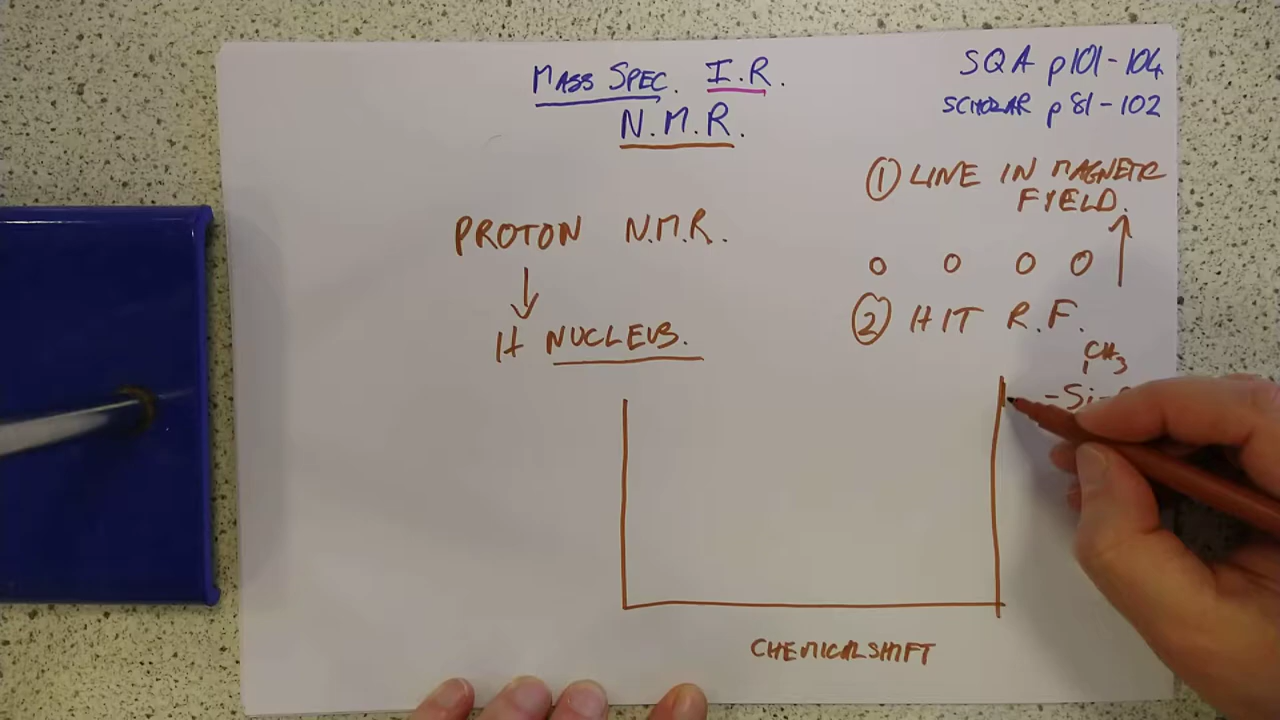 MASS SPEC. I.R.
N.M.R.
SQA p101-104
SCHOLAR p81-102
① LINE IN MAGNETIC
FIELD.
PROTON N.M.R.
O O O O
② HIT R.F.
H NUCLEUS.
CH3
-Si-
CHEMICAL SHIFT